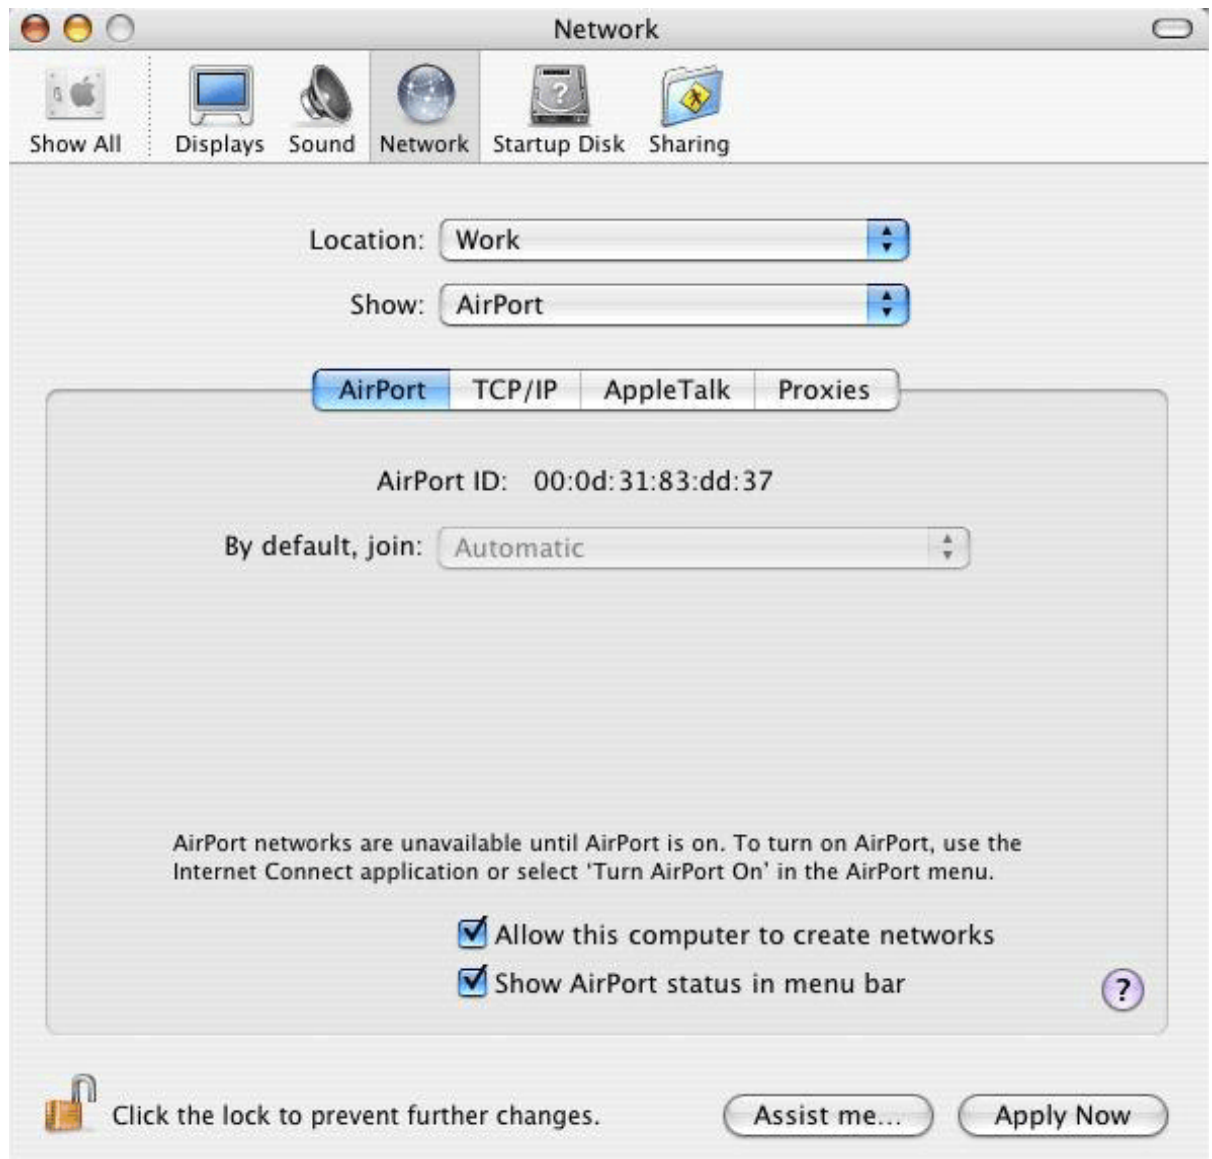 Network
Show All
Displays
Sound
Network
Startup Disk
Sharing
Location: Work
Show: AirPort
AirPort TCP/IP AppleTalk Proxies
AirPort ID: 00:0d:31:83:dd:37
By default, join: Automatic
AirPort networks are unavailable until AirPort is on. To turn on AirPort, use the
Internet Connect application or select ‘Turn AirPort On’ in the AirPort menu.
Allow this computer to create networks
Show AirPort status in menu bar
?
Click the lock to prevent further changes.
Assist me...
Apply Now